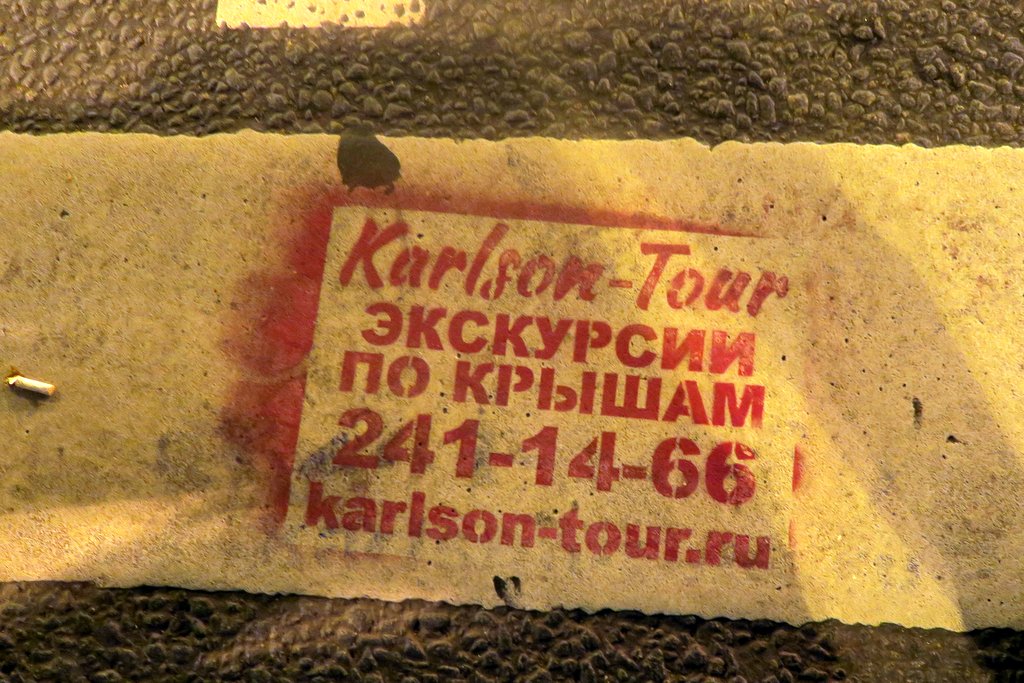 Karlson-Tour
ЭКСКУРСИИ
ПО КРЫШАМ
241-14-66
karlson-tour.ru